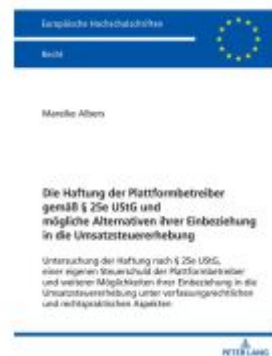 Europäische Hochschulschriften
Recht
Mareike Albers
Die Haftung der Plattformbetreiber
gemäß § 25e UStG und
mögliche Alternativen ihrer Einbeziehung
in die Umsatzsteuererhebung
Untersuchung der Haftung nach § 25e UStG,
einer eigenen Steuerschuld der Plattformbetreiber
und weiterer Möglichkeiten ihrer Einbeziehung in die
Umsatzsteuererhebung unter verfassungsrechtlichen
und rechtspraktischen Aspekten
PETER LANG